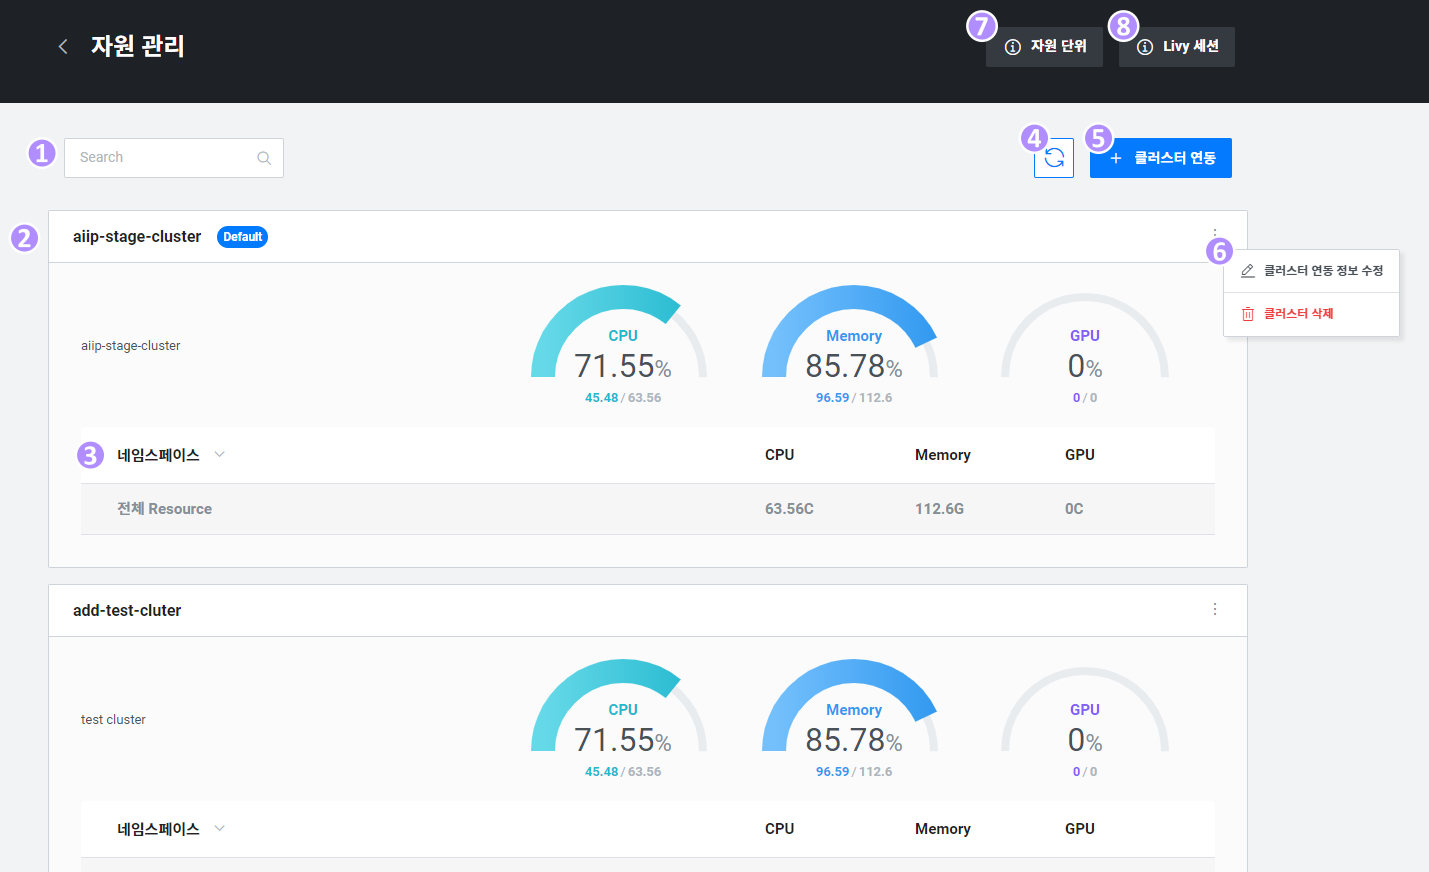 자원 관리
7
자원 단위
8
Livy 세션
1
Search
4
5
+ 클러스터 연동
2
aiip-stage-cluster
Default
6
클러스터 연동 정보 수정
클러스터 삭제
aiip-stage-cluster
CPU
71.55%
45.48 / 63.56
Memory
85.78%
96.59 / 112.6
GPU
0%
0 / 0
3
네임스페이스
CPU
Memory
GPU
전체 Resource
63.56C
112.6G
0C
add-test-cluter
test cluster
CPU
71.55%
45.48 / 63.56
Memory
85.78%
96.59 / 112.6
GPU
0%
0 / 0
네임스페이스
CPU
Memory
GPU